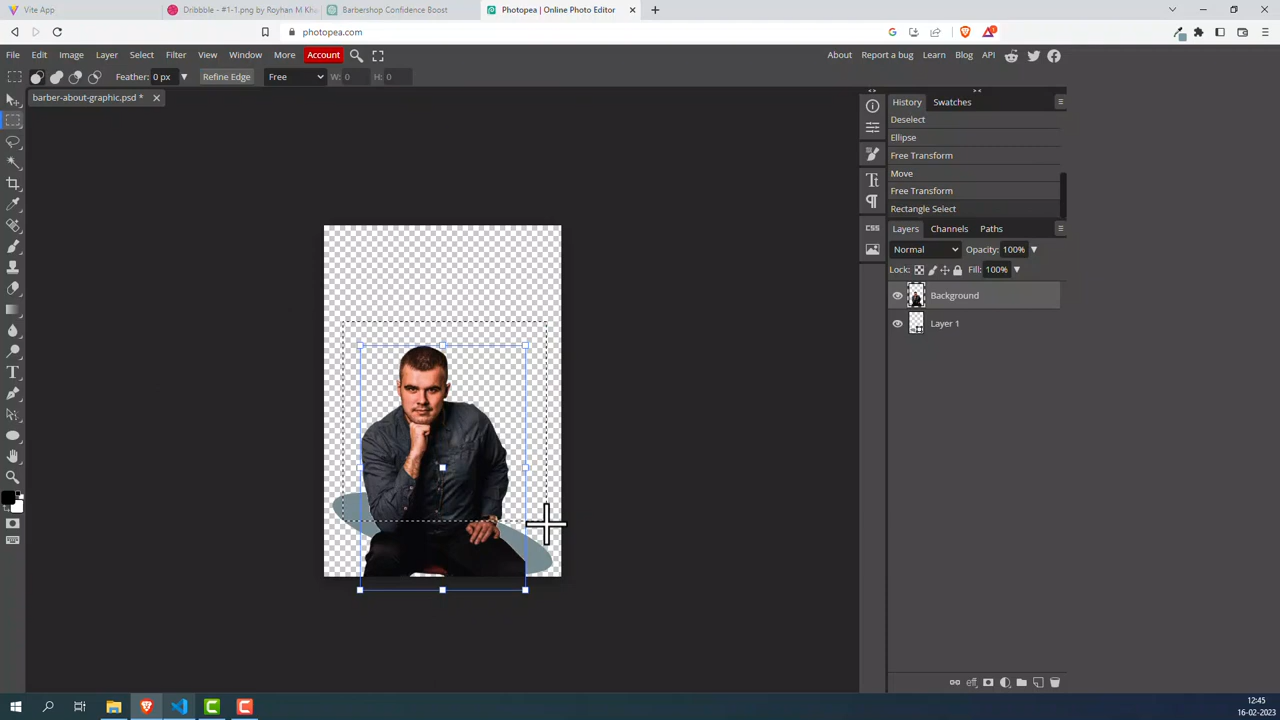 Vite App
Dribbble - #1-1.png by Royhan M Kha
Barbershop Confidence Boost
Photopea | Online Photo Editor
photopea.com
File Edit Image Layer Select Filter View Window More Account
About Report a bug Learn Blog API
Feather: 0 px Refine Edge Free W: 0 H: 0
barber-about-graphic.psd *
History Swatches
Deselect
Ellipse
Free Transform
Move
Free Transform
Rectangle Select
Layers Channels Paths
Normal Opacity: 100%
Lock: Fill: 100%
Background
Layer 1
CSS
12:45
16-02-2023